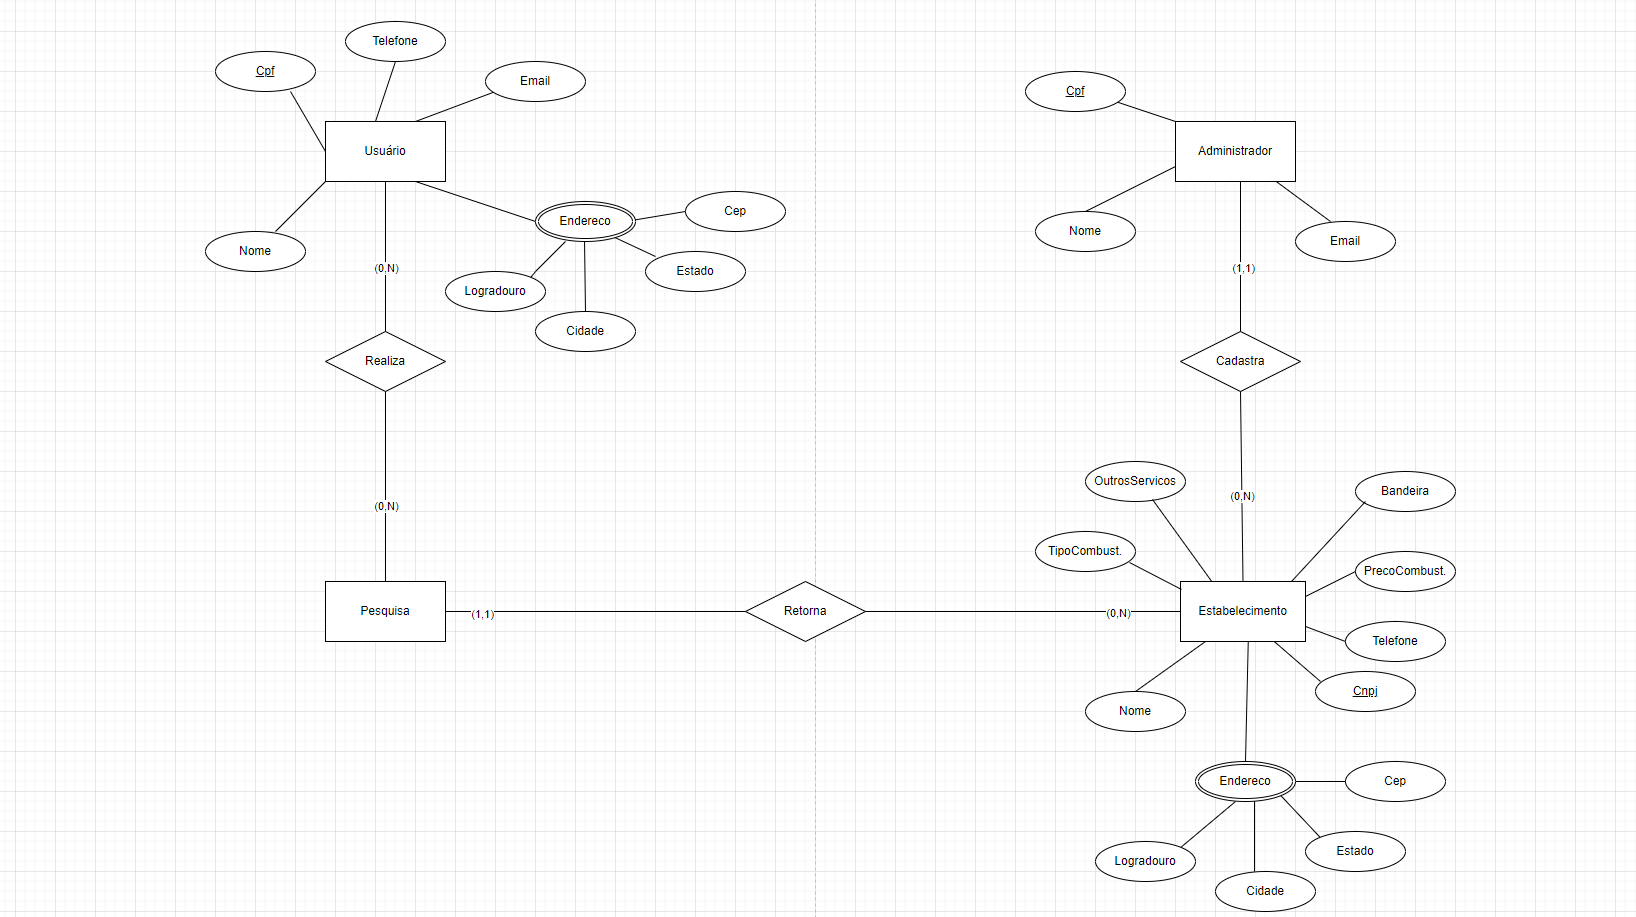 Telefone
Cpf
Email
Usuário
Nome
Endereco
Cep
Estado
Logradouro
Cidade
(0,N)
Realiza
(0,N)
Pesquisa
(1,1)
Retorna
(0,N)
Cpf
Administrador
Nome
Email
(1,1)
Cadastra
(0,N)
OutrosServicos
Bandeira
TipoCombust.
PrecoCombust.
Estabelecimento
Telefone
Cnpj
Nome
Endereco
Cep
Estado
Logradouro
Cidade